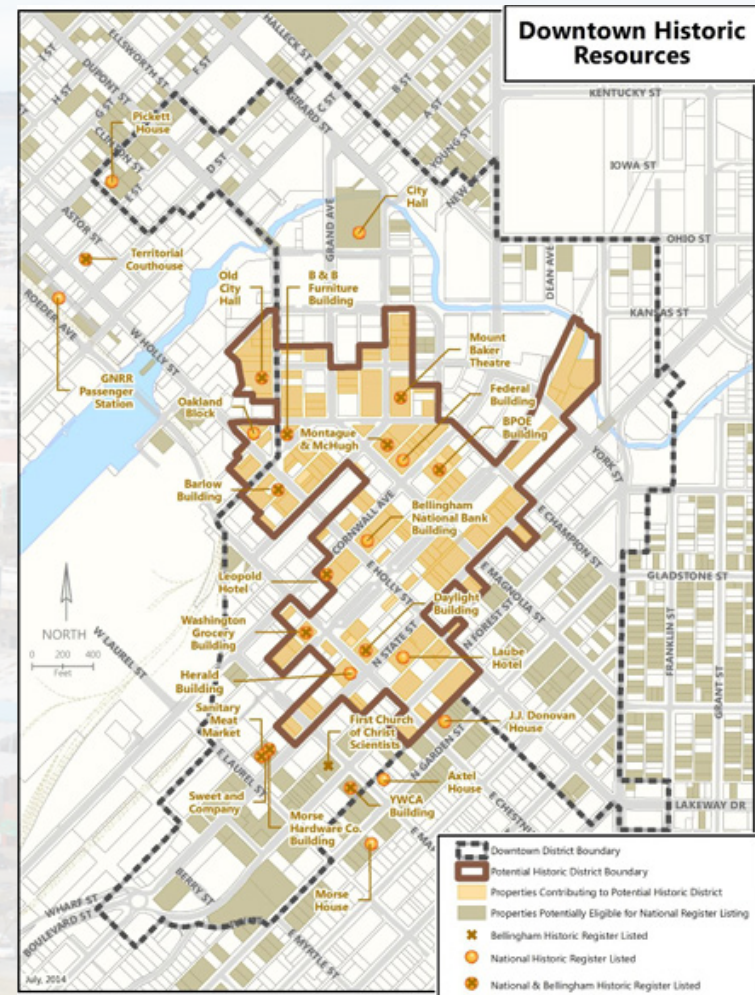 Downtown Historic
Resources
HALLECK ST
ELLSWORTH ST
F ST
I ST
H ST
DUPONT ST
G ST
CLINTON ST
E ST
D ST
GIRARD ST
C ST
B ST
A ST
YOUNG ST
NEW
KENTUCKY ST
IOWA ST
OHIO ST
KANSAS ST
DEAN AVE
GRAND AVE
Pickett
House
City
Hall
ASTOR ST
Territorial
Couthouse
ROEDER AVE
W HOLLY ST
GNRR
Passenger
Station
Old
City
Hall
B & B
Furniture
Building
Mount
Baker
Theatre
Federal
Building
Oakland
Block
Montague
& McHugh
BPOE
Building
YORK ST
Barlow
Building
CORNWALL AVE
Bellingham
National Bank
Building
E CHAMPION ST
E HOLLY ST
E MAGNOLIA ST
Leopold
Hotel
Daylight
Building
GLADSTONE ST
N FOREST ST
NORTH
0 200 400
Feet
W LAUREL ST
Washington
Grocery
Building
N STATE ST
Laube
Hotel
FRANKLIN ST
GRANT ST
Herald
Building
Sanitary
Meat
Market
First Church
of Christ
Scientists
J.J. Donovan
House
N GARDEN ST
E LAUREL ST
Axtel
House
Sweet and
Company
YWCA
Building
E CHESTNUT
LAKEWAY DR
Morse
Hardware Co.
Building
Morse
House
BERRY ST
WHARF ST
BOULEVARD ST
E MYRTLE ST
July, 2014
Downtown District Boundary
Potential Historic District Boundary
Properties Contributing to Potential Historic District
Properties Potentially Eligible for National Register Listing
Bellingham Historic Register Listed
National Historic Register Listed
National & Bellingham Historic Register Listed